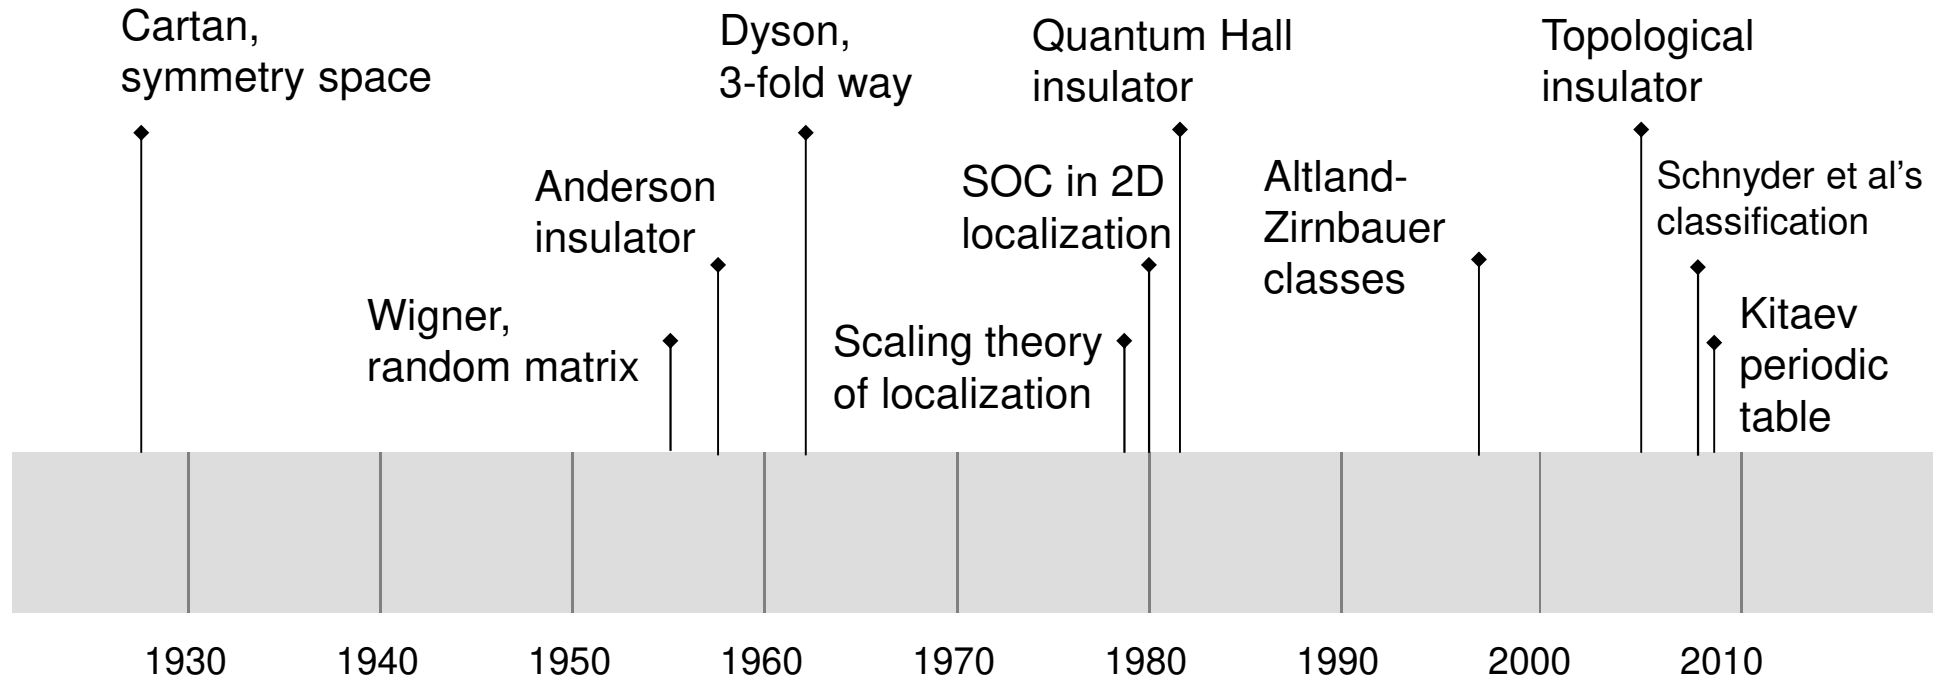 Cartan,
symmetry space
Wigner,
random matrix
Anderson
insulator
Dyson,
3-fold way
Scaling theory
of localization
SOC in 2D
localization
Quantum Hall
insulator
Altland-
Zirnbauer
classes
Topological
insulator
Schnyder et al’s
classification
Kitaev
periodic
table
1930
1940
1950
1960
1970
1980
1990
2000
2010